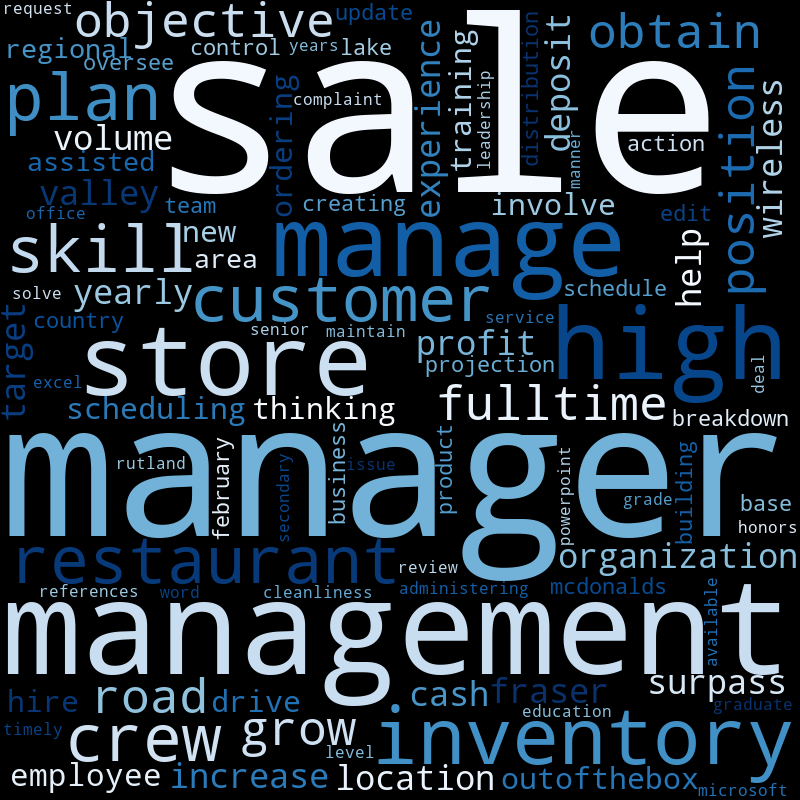 request
objective
update
regional
oversee
control
years
lake
obtain
plan
sale
volume
complaint
ordering
experience
training
leadership
distribution
deposit
manner
action
position
wireless
assisted
valley
office
team
creating
involve
edit
skill
new
area
manage
help
solve
yearly
customer
schedule
country
target
store
senior
maintain
service
profit
projection
high
deal
excel
scheduling
thinking
fulltime
breakdown
manager
rutland
february
secondary
business
issue
product
powerpoint
grade
building
base
honors
restaurant
review
organization
references
word
cleanliness
administering
mcdonalds
available
management
surpass
hire
road
drive
cash
fraser
education
graduate
timely
crew
grow
level
inventory
employee
increase
location
outofthebox
microsoft